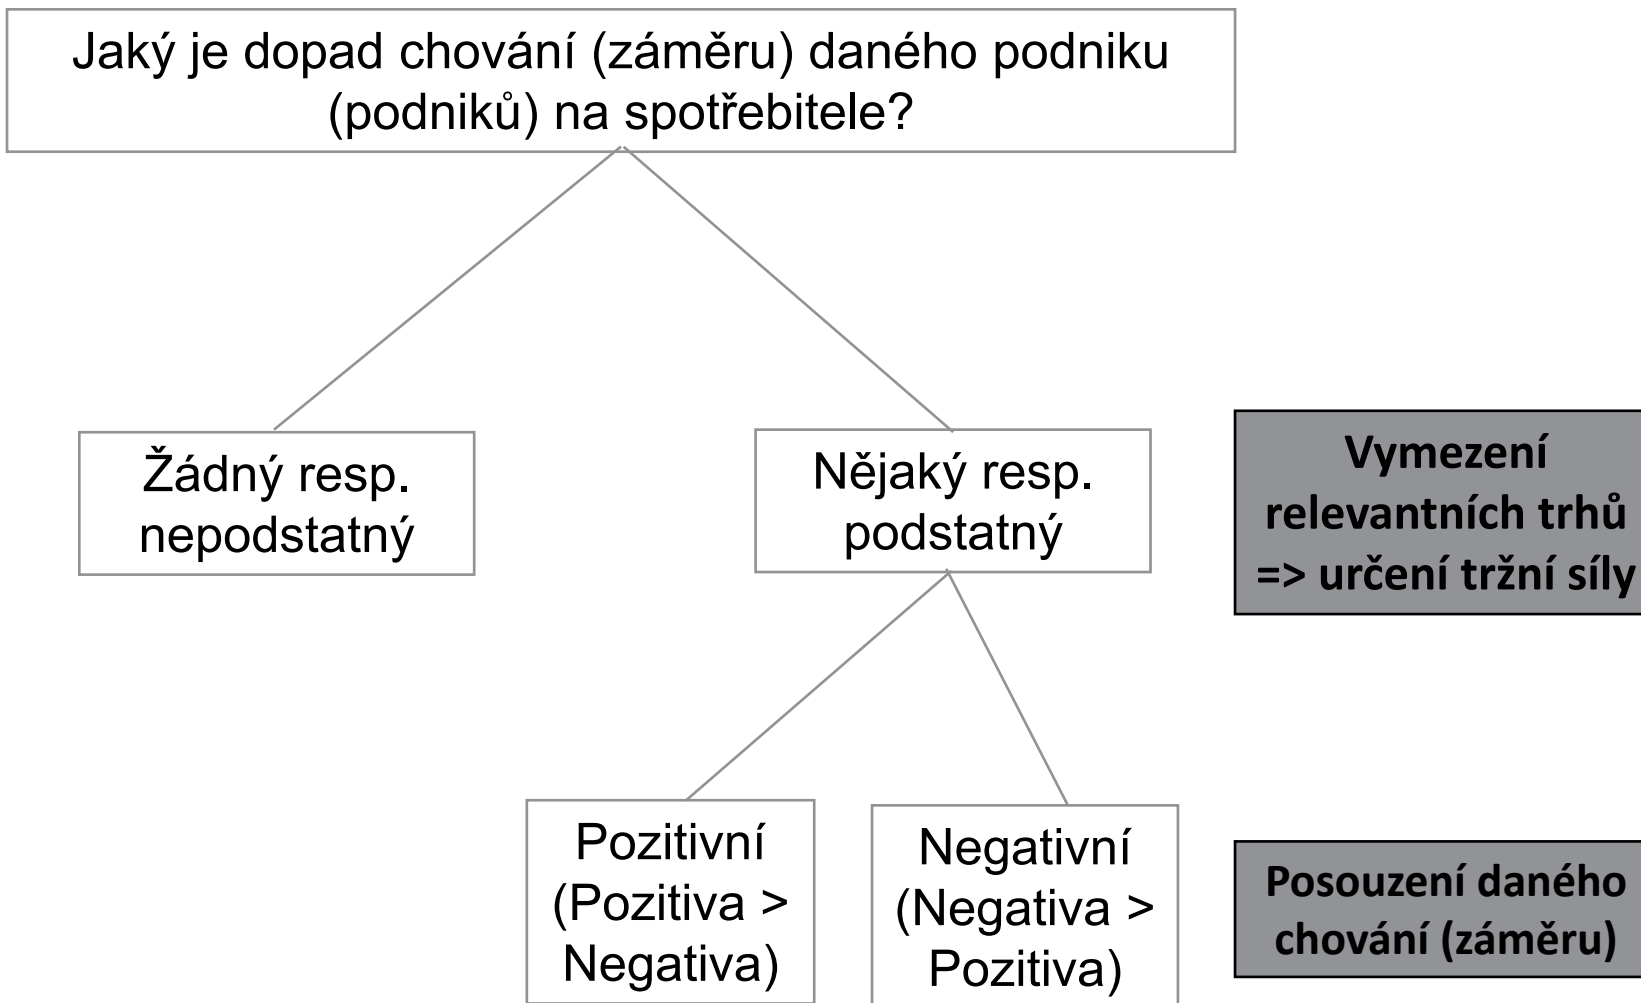 Jaký je dopad chování (záměru) daného podniku
(podniků) na spotřebitele?
Žádný resp.
nepodstatný
Nějaký resp.
podstatný
Vymezení
relevantních trhů
=> určení tržní síly
Pozitivní
(Pozitiva >
Negativa)
Negativní
(Negativa >
Pozitiva)
Posouzení daného
chování (záměru)